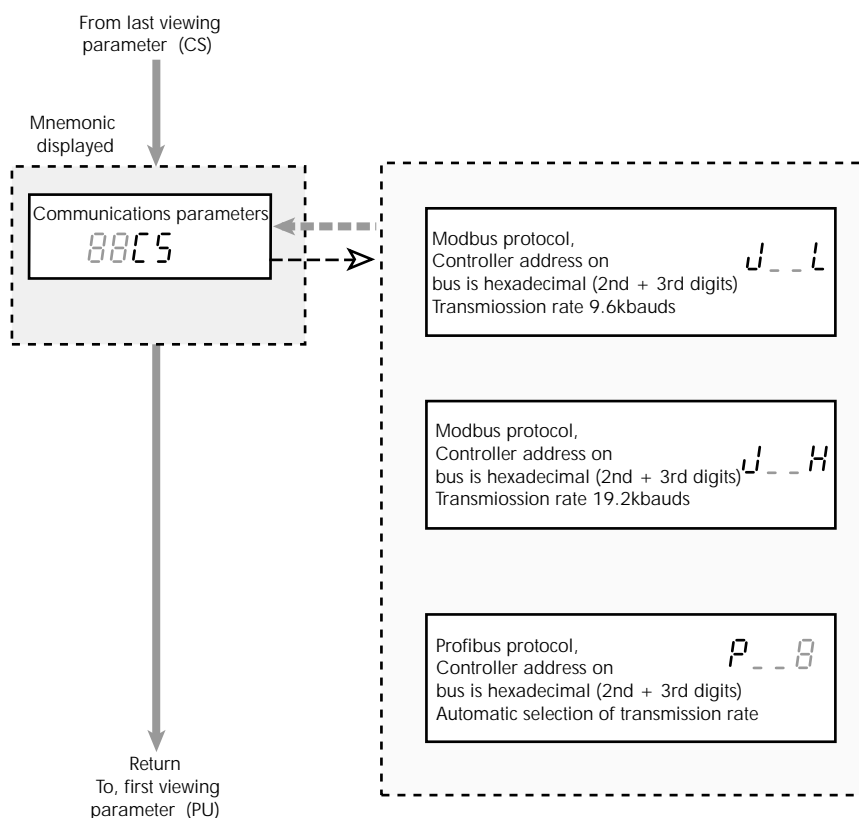 From last viewing
parameter (CS)
Mnemonic
displayed
Communications parameters
88CS
Modbus protocol,
Controller address on
bus is hexadecimal (2nd + 3rd digits)
Transmiossion rate 9.6kbauds
J _ _ L
Modbus protocol,
Controller address on
bus is hexadecimal (2nd + 3rd digits)
Transmiossion rate 19.2kbauds
J _ _ H
Profibus protocol,
Controller address on
bus is hexadecimal (2nd + 3rd digits)
Automatic selection of transmission rate
P _ _ 8
Return
To, first viewing
parameter (PU)